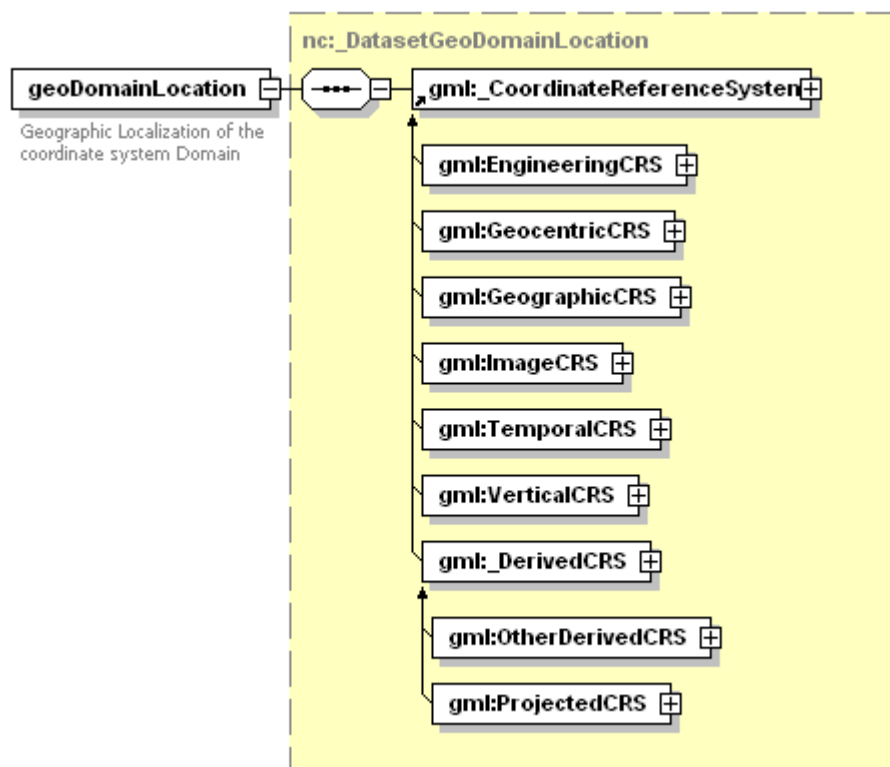 nc:_DatasetGeoDomainLocation
geoDomainLocation
gml:_CoordinateReferenceSystem
Geographic Localization of the
coordinate system Domain
gml:EngineeringCRS
gml:GeocentricCRS
gml:GeographicCRS
gml:ImageCRS
gml:TemporalCRS
gml:VerticalCRS
gml:_DerivedCRS
gml:OtherDerivedCRS
gml:ProjectedCRS